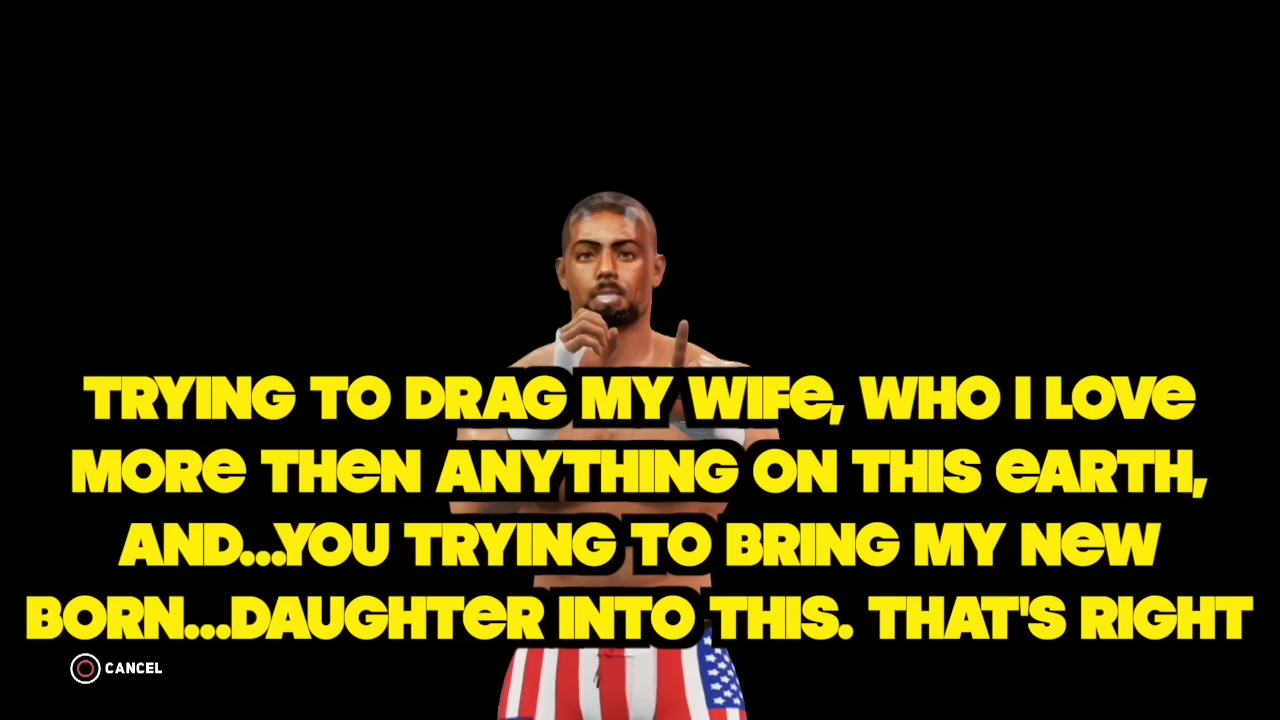 TRYING TO DRAG MY WIFE, WHO I LOVE
MORE THEN ANYTHING ON THIS EARTH,
AND...YOU TRYING TO BRING MY NEW
BORN...DAUGHTER INTO THIS. THAT'S RIGHT
CANCEL